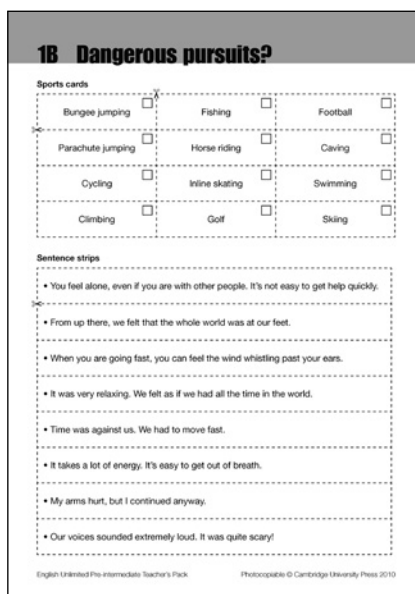 1B Dangerous pursuits?
Sports cards
Bungee jumping Fishing Football
Parachute jumping Horse riding Caving
Cycling Inline skating Swimming
Climbing Golf Skiing
Sentence strips
• You feel alone, even if you are with other people. It's not easy to get help quickly.
• From up there, we felt that the whole world was at our feet.
• When you are going fast, you can feel the wind whistling past your ears.
• It was very relaxing. We felt as if we had all the time in the world.
• Time was against us. We had to move fast.
• It takes a lot of energy. It's easy to get out of breath.
• My arms hurt, but I continued anyway.
• Our voices sounded extremely loud. It was quite scary!
English Unlimited Pre-intermediate Teacher's Pack Photocopiable © Cambridge University Press 2010